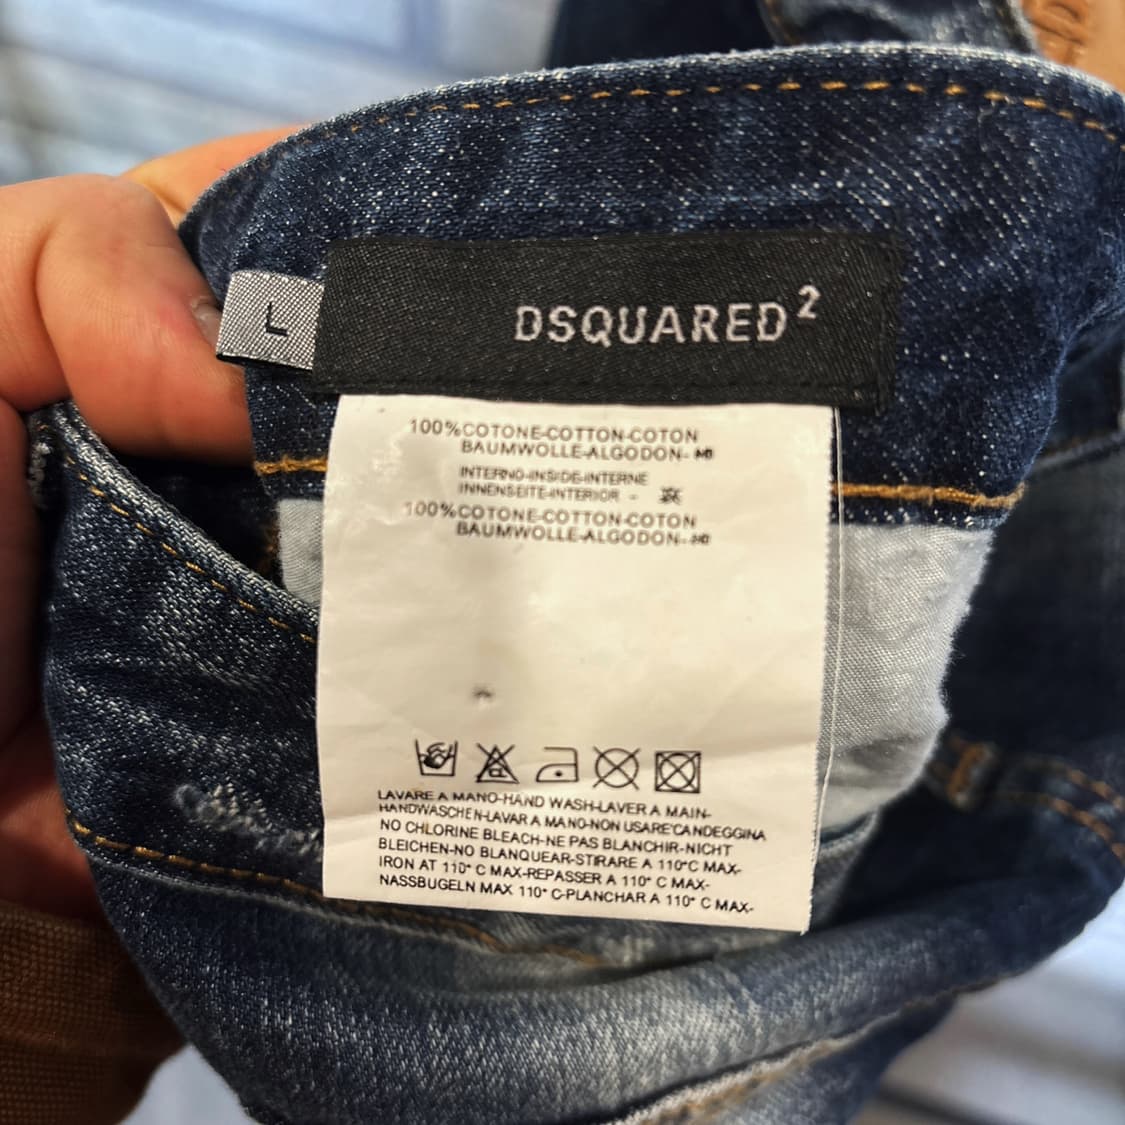 L
DSQUARED²
100%COTONE-COTTON-COTON
BAUMWOLLE-ALGODON-
INTERNO-INSIDE-INTERNE
INNENSEITE-INTERIOR -
100%COTONE-COTTON-COTON
BAUMWOLLE-ALGODON-
LAVARE A MANO-HAND WASH-LAVER A MAIN-
HANDWASCHEN-LAVAR A MANO-NON USARE'CANDEGGINA
NO CHLORINE BLEACH-NE PAS BLANCHIR-NICHT
BLEICHEN-NO BLANQUEAR-STIRARE A 110°C MAX-
IRON AT 110° C MAX-REPASSER A 110° C MAX-
NASSBUGELN MAX 110° C-PLANCHAR A 110° C MAX-